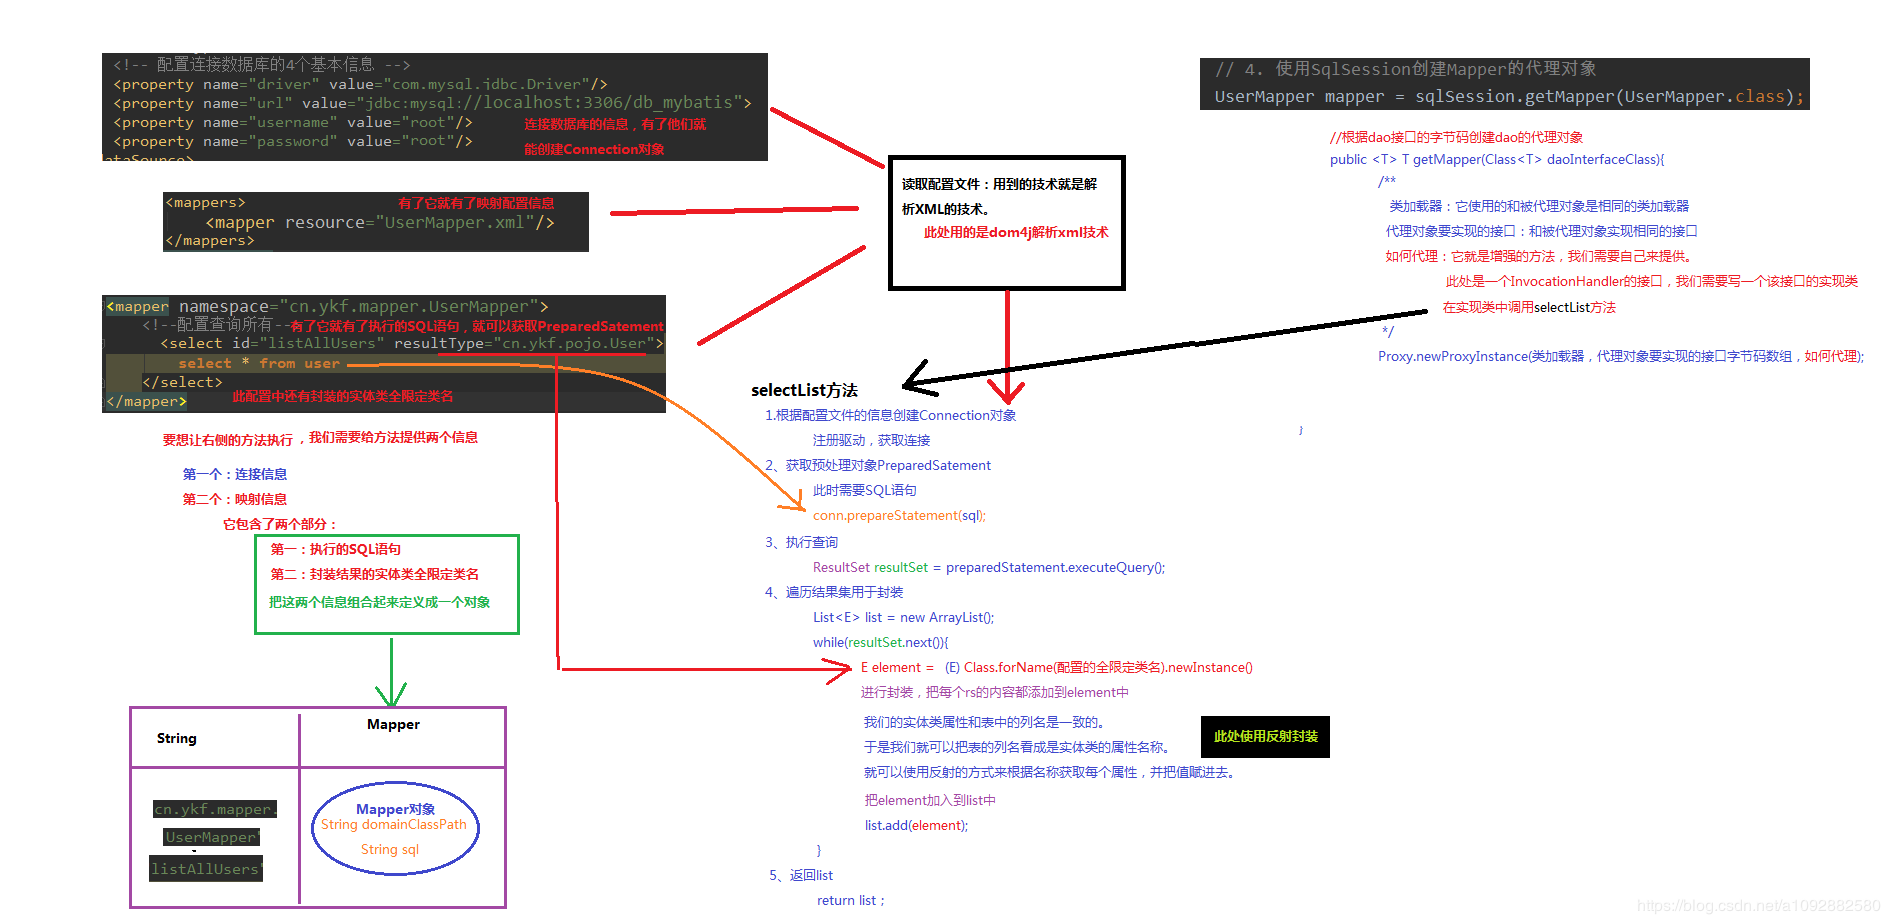 <!-- 配置连接数据库的4个基本信息 -->
<property name="driver" value="com.mysql.jdbc.Driver"/>
<property name="url" value="jdbc:mysql://localhost:3306/db_mybatis">
<property name="username" value="root"/>
<property name="password" value="root"/>
连接数据库的信息，有了他们就
能创建Connection对象
<mappers>
有了它就有了映射配置信息
<mapper resource="UserMapper.xml"/>
</mappers>
<mapper namespace="cn.ykf.mapper.UserMapper">
<!--配置查询所有--
有了它就有了执行的SQL语句，就可以获取PreparedSatement
<select id="listAllUsers" resultType="cn.ykf.pojo.User">
select * from user
</select>
此配置中还有封装的实体类全限定类名
</mapper>
要想让右侧的方法执行 ，我们需要给方法提供两个信息
第一个：连接信息
第二个：映射信息
它包含了两个部分：
第一：执行的SQL语句
第二：封装结果的实体类全限定类名
把这两个信息组合起来定义成一个对象
String
Mapper
cn.ykf.mapper.
UserMapper"
.
listAllUsers"
Mapper对象
String domainClassPath
String sql
读取配置文件：用到的技术就是解
析XML的技术。
此处用的是dom4j解析xml技术
selectList方法
1.根据配置文件的信息创建Connection对象
注册驱动，获取连接
2、获取预处理对象PreparedSatement
此时需要SQL语句
conn.prepareStatement(sql);
3、执行查询
ResultSet resultSet = preparedStatement.executeQuery();
4、遍历结果集用于封装
List<E> list = new ArrayList();
while(resultSet.next()){
E element = (E) Class.forName(配置的全限定类名).newInstance()
进行封装，把每个rs的内容都添加到element中
我们的实体类属性和表中的列名是一致的。
于是我们就可以把表的列名看成是实体类的属性名称。
就可以使用反射的方式来根据名称获取每个属性，并把值赋进去。
把element加入到list中
list.add(element);
}
5、返回list
return list；
此处使用反射封装
// 4. 使用SqlSession创建Mapper的代理对象
UserMapper mapper = sqlSession.getMapper(UserMapper.class);
//根据dao接口的字节码创建dao的代理对象
public <T> T getMapper(Class<T> daoInterfaceClass){
/**
类加载器：它使用的和被代理对象是相同的类加载器
代理对象要实现的接口：和被代理对象实现相同的接口
如何代理：它就是增强的方法，我们需要自己来提供。
此处是一个InvocationHandler的接口，我们需要写一个该接口的实现类
在实现类中调用selectList方法
*/
Proxy.newProxyInstance(类加载器，代理对象要实现的接口字节码数组，如何代理);
}
https://blog.csdn.net/a1092882580